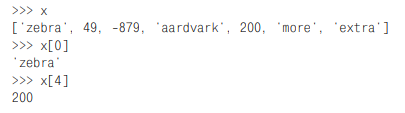 >>> x
['zebra', 49, -879, 'aardvark', 200, 'more', 'extra']
>>> x[0]
'zebra'
>>> x[4]
200